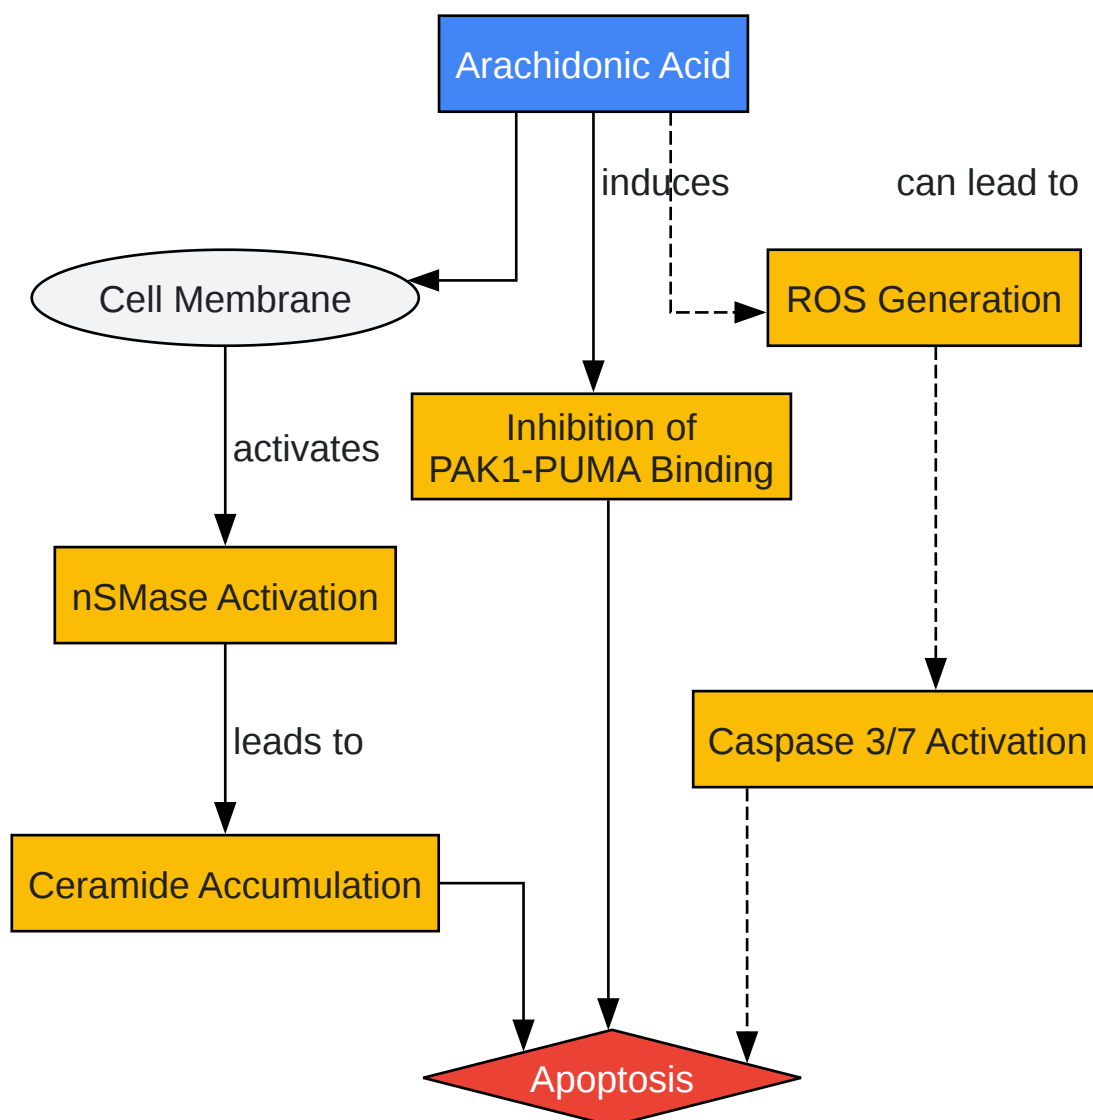 Arachidonic Acid
induces
can lead to
Cell Membrane
ROS Generation
activates
Inhibition of
PAK1-PUMA Binding
nSMase Activation
leads to
Caspase 3/7 Activation
Ceramide Accumulation
Apoptosis